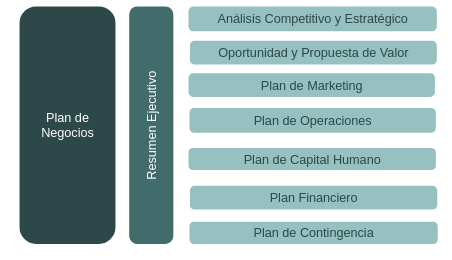 Plan de
Negocios
Resumen Ejecutivo
Análisis Competitivo y Estratégico
Oportunidad y Propuesta de Valor
Plan de Marketing
Plan de Operaciones
Plan de Capital Humano
Plan Financiero
Plan de Contingencia